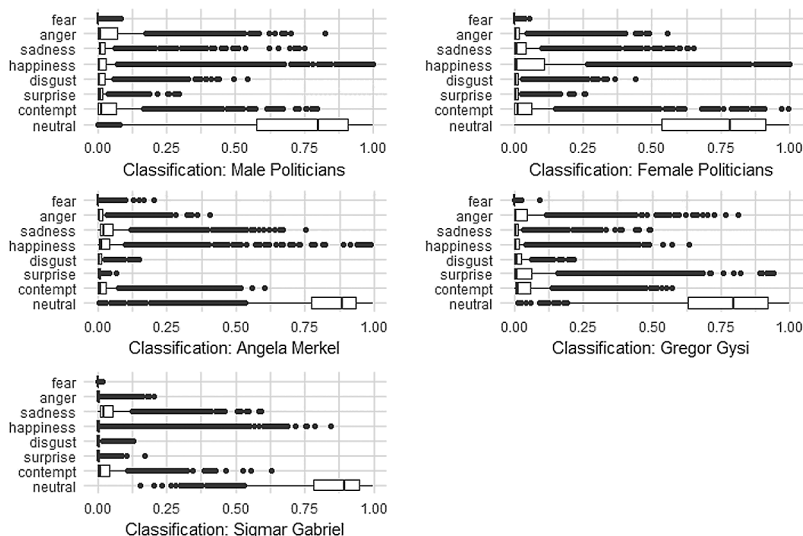 fear
anger
sadness
happiness
disgust
surprise
contempt
neutral
0.00 0.25 0.50 0.75 1.00
Classification: Male Politicians
fear
anger
sadness
happiness
disgust
surprise
contempt
neutral
0.00 0.25 0.50 0.75 1.00
Classification: Female Politicians
fear
anger
sadness
happiness
disgust
surprise
contempt
neutral
0.00 0.25 0.50 0.75 1.00
Classification: Angela Merkel
fear
anger
sadness
happiness
disgust
surprise
contempt
neutral
0.00 0.25 0.50 0.75 1.00
Classification: Gregor Gysi
fear
anger
sadness
happiness
disgust
surprise
contempt
neutral
0.00 0.25 0.50 0.75 1.00
Classification: Sigmar Gabriel